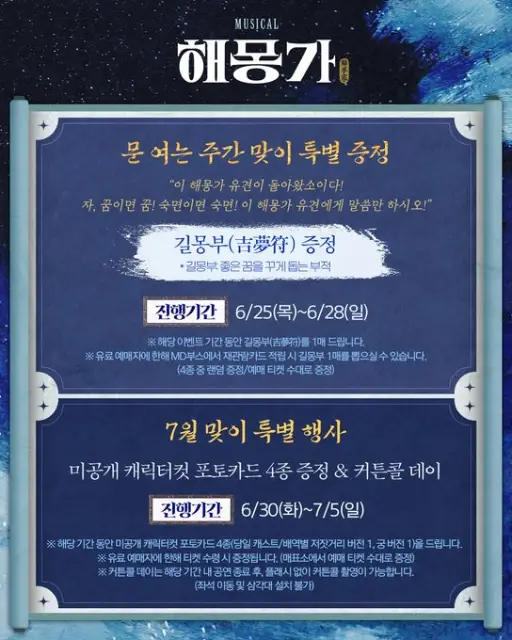 MUSICAL
해몽가
문 여는 주간 맞이 특별 증정
“이 해몽가 유견이 돌아왔소이다!
자, 꿈이면 꿈! 숙면이면 숙면! 이 해몽가 유견에게 말씀만 하시오!”
길몽부(吉夢符) 증정
• 길몽부: 좋은 꿈을 꾸게 돕는 부적
진행기간 6/25(목)~6/28(일)
※ 해당 이벤트 기간 동안 길몽부(吉夢符)를 1매 드립니다.
※ 유료 예매자에 한해 MD부스에서 재관람카드 적립 시 길몽부 1매를 뽑으실 수 있습니다.
(4종 중 랜덤 증정/예매 티켓 수대로 증정)
7월 맞이 특별 행사
미공개 캐릭터컷 포토카드 4종 증정 & 커튼콜 데이
진행기간 6/30(화)~7/5(일)
※ 해당 기간 동안 미공개 캐릭터컷 포토카드 4종(당일 캐스트/배역별 저잣거리 버전 1, 궁 버전 1)을 드립니다.
※ 유료 예매자에 한해 티켓 수령 시 증정됩니다. (매표소에서 예매 티켓 수대로 증정)
※ 커튼콜 데이는 해당 기간 내 공연 종료 후, 플래시 없이 커튼콜 촬영이 가능합니다.
(좌석 이동 및 삼각대 설치 불가)